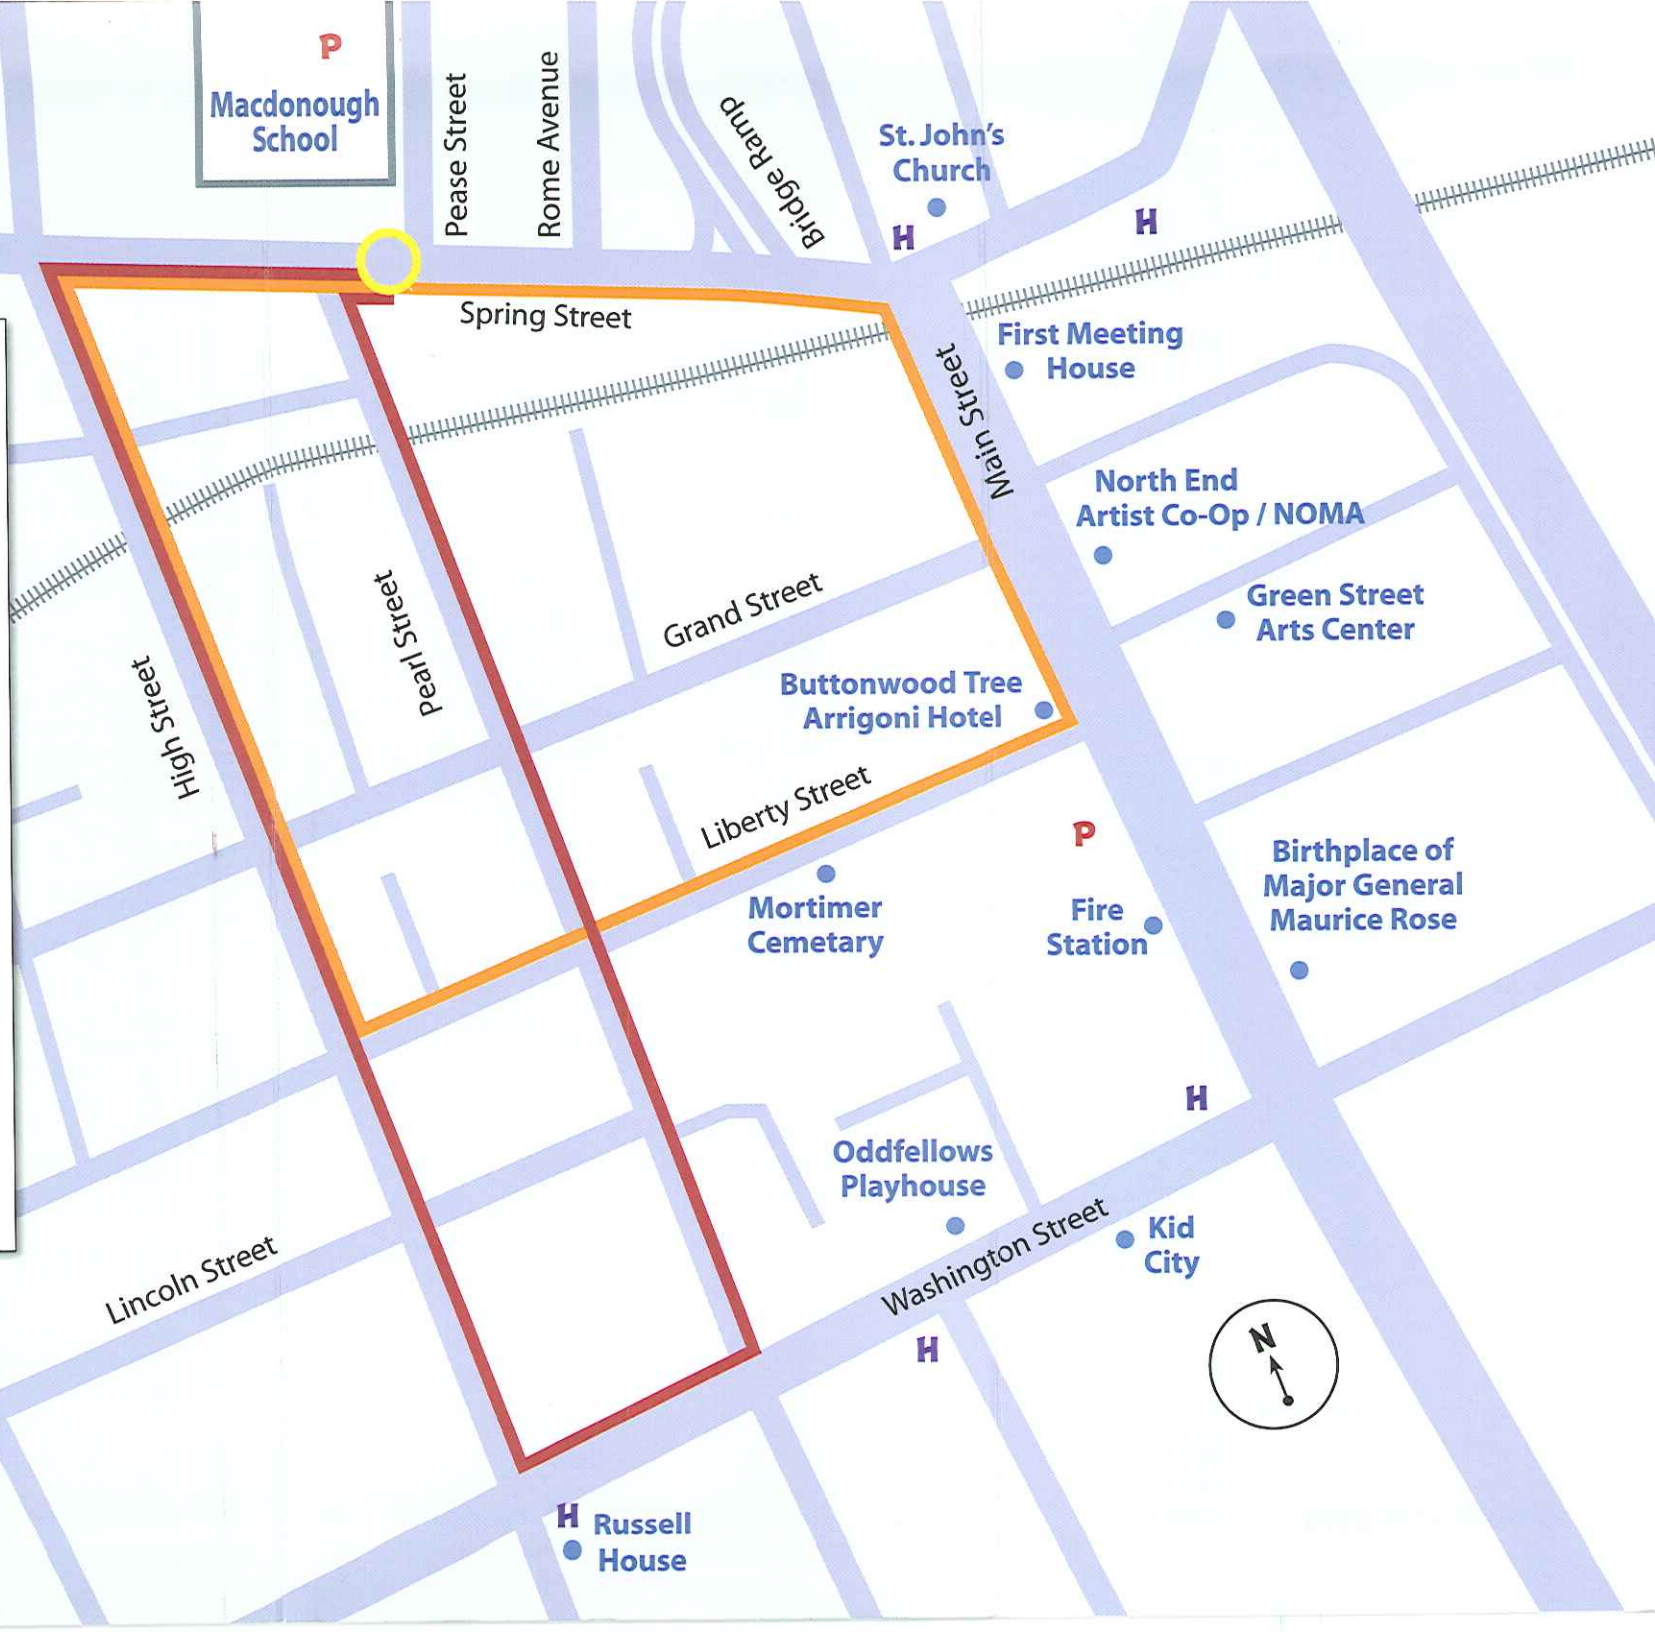 P
Macdonough
School
Pease Street
Rome Avenue
Bridge Ramp
St. John's
Church
H
H
Spring Street
Main Street
First Meeting
House
North End
Artist Co-Op / NOMA
Green Street
Arts Center
Grand Street
Pearl Street
High Street
Buttonwood Tree
Arrigoni Hotel
Liberty Street
P
Mortimer
Cemetary
Fire
Station
Birthplace of
Major General
Maurice Rose
H
Oddfellows
Playhouse
Washington Street
Kid
City
Lincoln Street
H
N
H
Russell
House